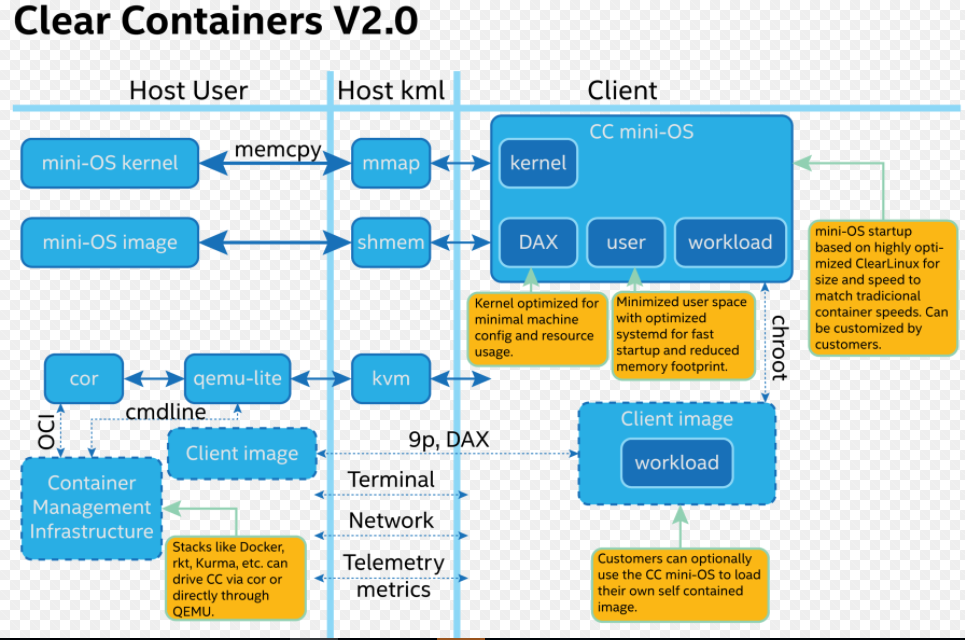 Clear Containers V2.0
Host User
Host kml
Client
mini-OS kernel
memcpy
mmap
CC mini-OS
kernel
mini-OS image
shmem
DAX
user
workload
mini-OS startup
based on highly opti-
mized ClearLinux for
size and speed to
match tradicional
container speeds. Can
be customized by
customers.
Kernel optimized for
minimal machine
config and resource
usage.
Minimized user space
with optimized
systemd for fast
startup and reduced
memory footprint.
chroot
cor
qemu-lite
kvm
OCI
cmdline
Client image
9p, DAX
Client image
workload
Container
Management
Infrastructure
Terminal
Network
Telemetry
metrics
Stacks like Docker,
rkt, Kurma, etc. can
drive CC via cor or
directly through
QEMU.
Customers can optionally
use the CC mini-OS to load
their own self contained
image.